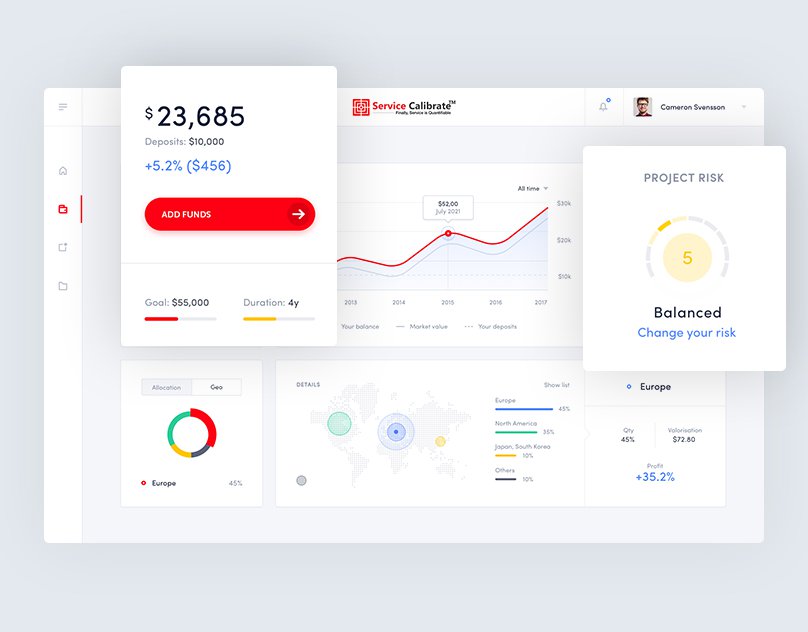 $ 23,685
Deposits: $10,000
+5.2% ($456)
ADD FUNDS
Goal: $55,000
Duration: 4y
Service Calibrate™
Finally, Service is Quantifiable
Cameron Svensson
All time
$52,00
July 2021
$30k
$20k
$10k
2013
2014
2015
2016
2017
Your balance
Market value
Your deposits
PROJECT RISK
5
Balanced
Change your risk
Allocation
Geo
Europe
45%
DETAILS
Show list
Europe
45%
North America
35%
Japan, South Korea
10%
Others
10%
Europe
Qty
45%
Valorisation
$72.80
Profit
+35.2%